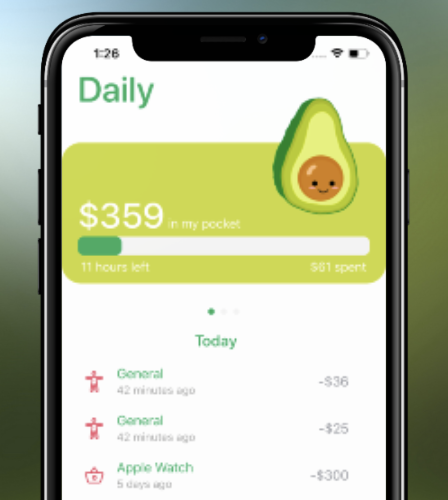 1:26
Daily
$359 in my pocket
11 hours left $61 spent
Today
General -$36
42 minutes ago
General -$25
42 minutes ago
Apple Watch -$300
5 days ago